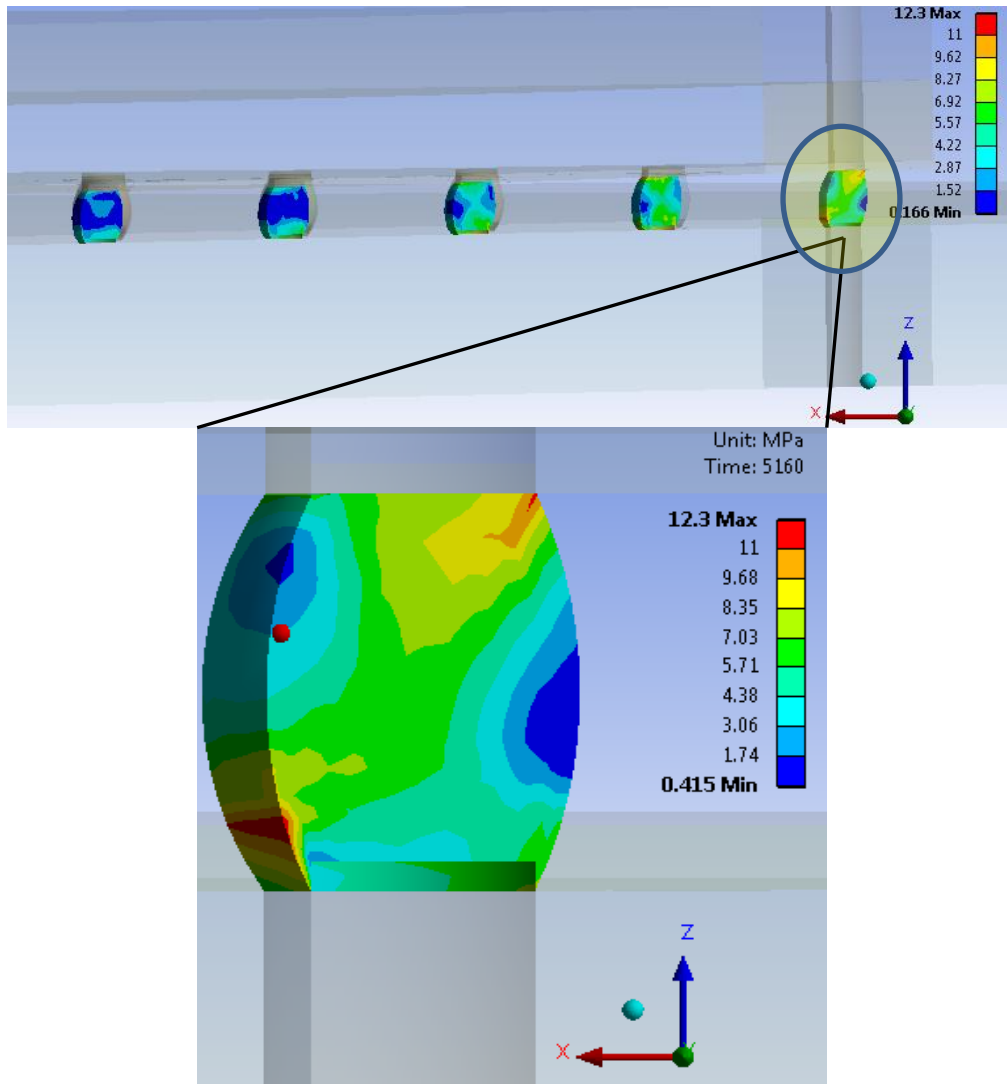 12.3 Max
11
9.62
8.27
6.92
5.57
4.22
2.87
1.52
0.166 Min
Z
X
Unit: MPa
Time: 5160
12.3 Max
11
9.68
8.35
7.03
5.71
4.38
3.06
1.74
0.415 Min
Z
X